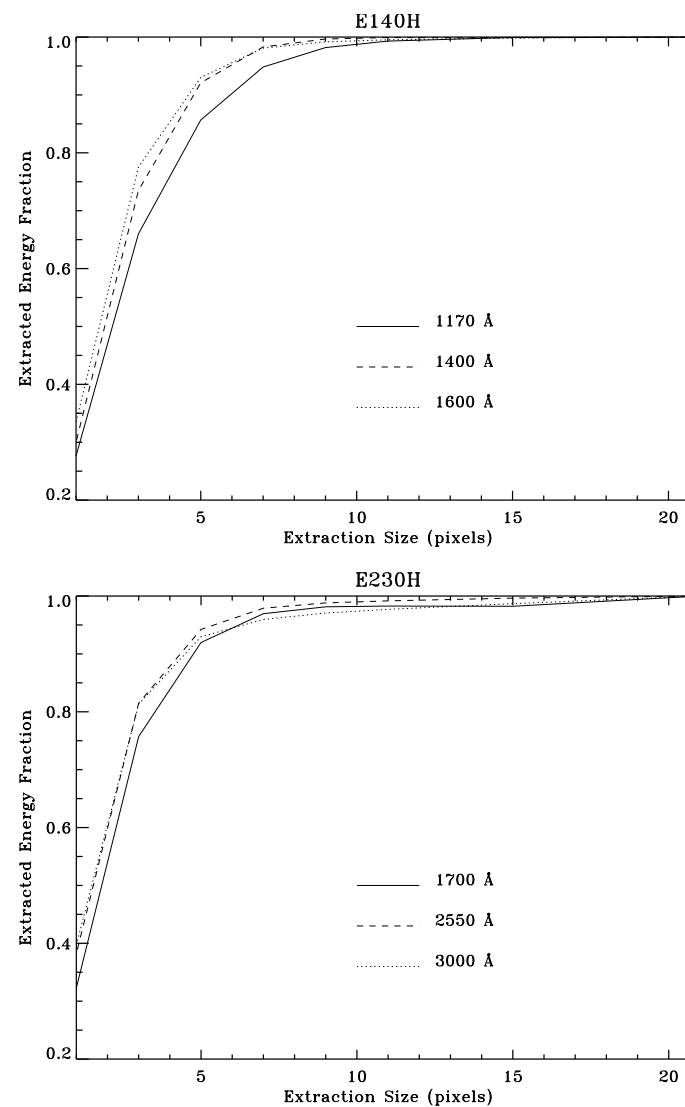 E140H
1.0
0.8
0.6
0.4
0.2
Extracted Energy Fraction
1170 Å
1400 Å
1600 Å
5
10
15
20
Extraction Size (pixels)
E230H
1.0
0.8
0.6
0.4
0.2
Extracted Energy Fraction
1700 Å
2550 Å
3000 Å
5
10
15
20
Extraction Size (pixels)